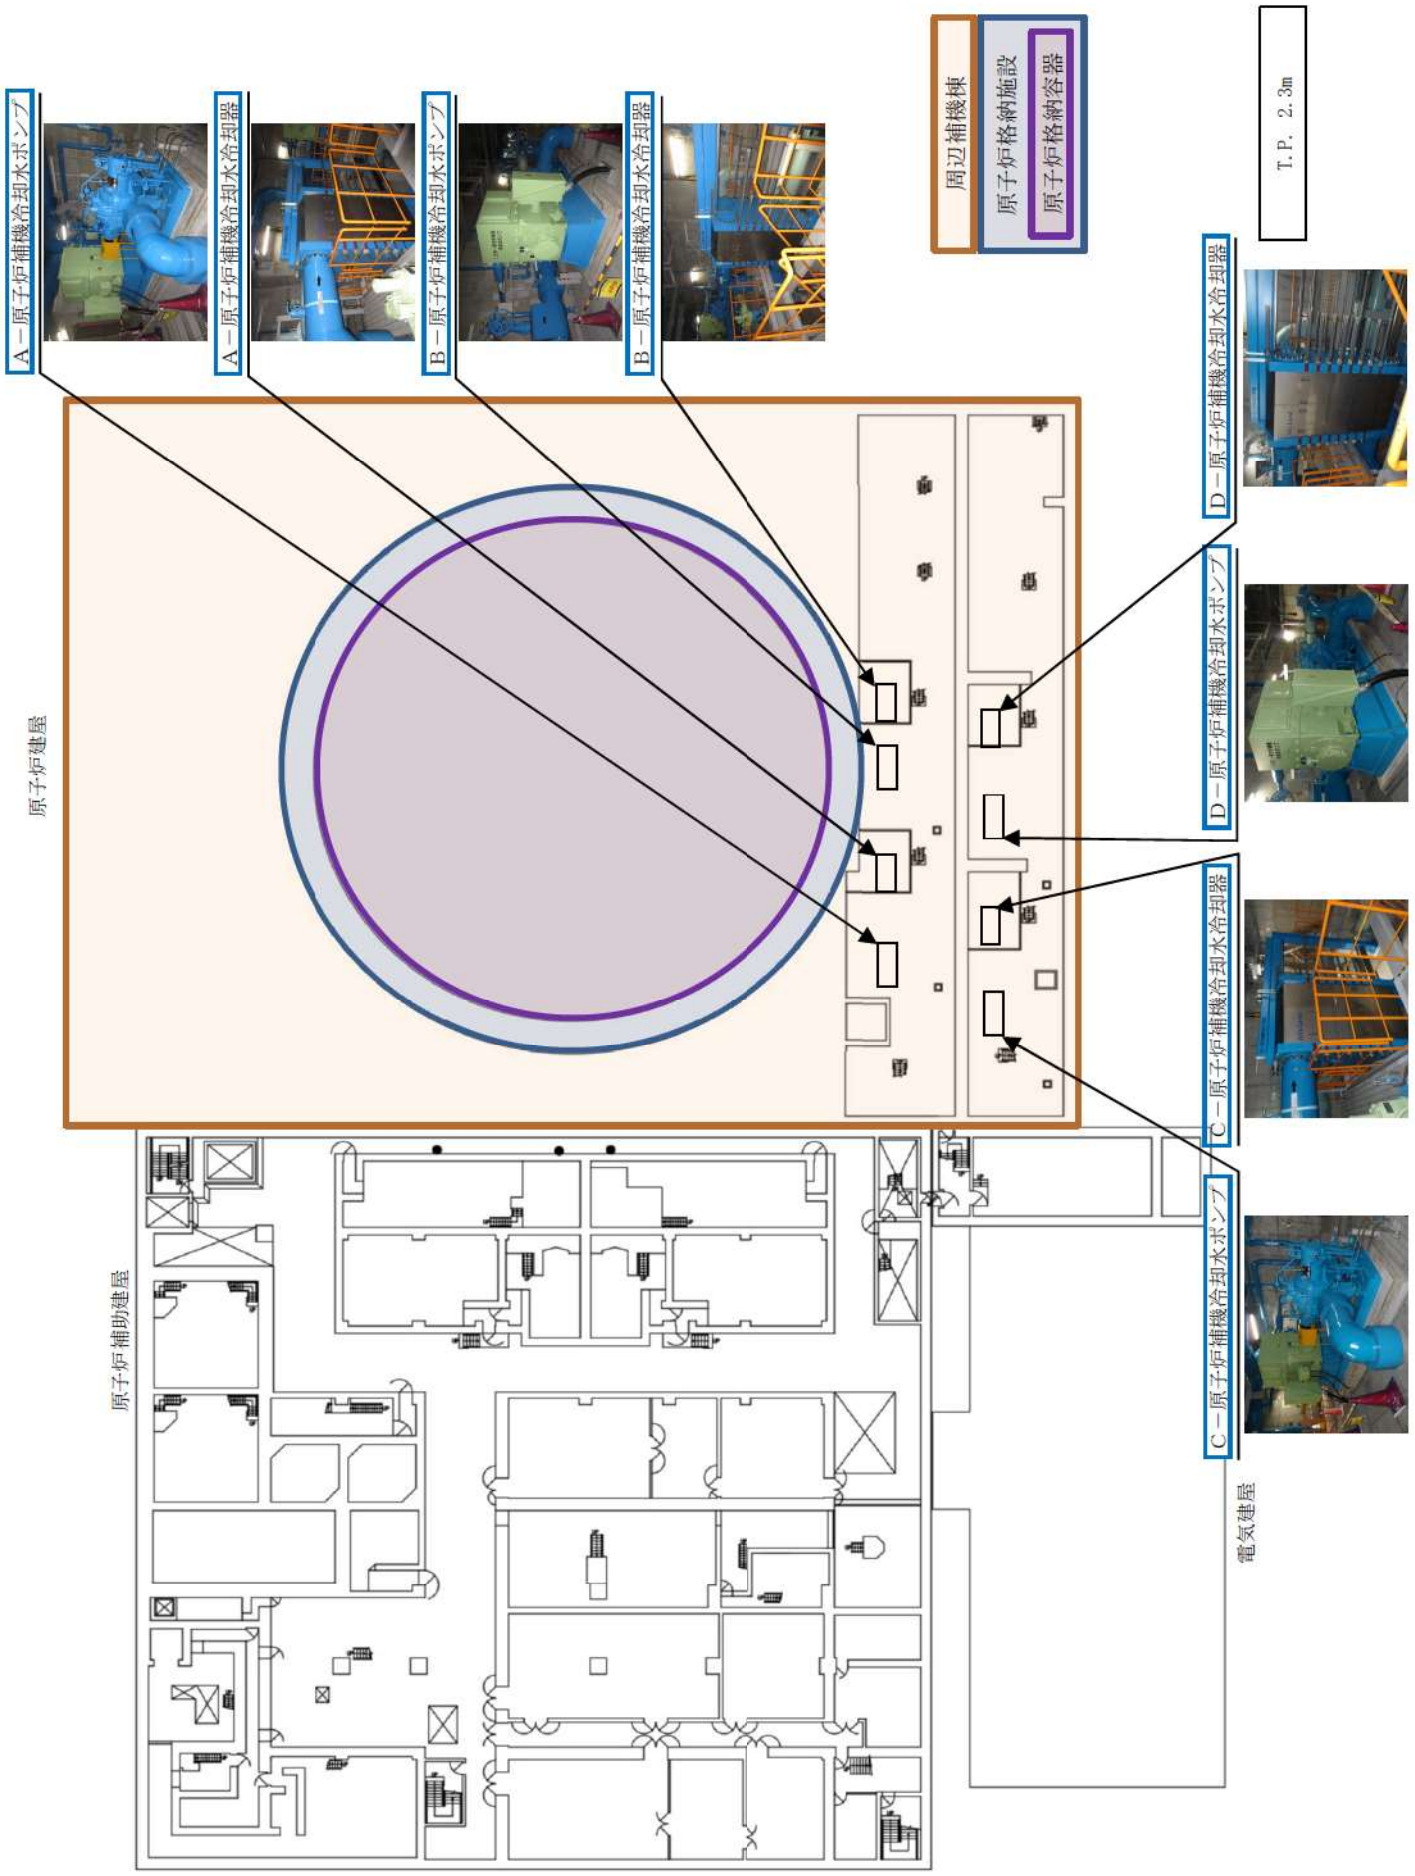 原子炉建屋
原子炉補助建屋
電気建屋
A－原子炉補機冷却水ポンプ
A－原子炉補機冷却水冷却器
B－原子炉補機冷却水ポンプ
B－原子炉補機冷却水冷却器
C－原子炉補機冷却水ポンプ
C－原子炉補機冷却水冷却器
D－原子炉補機冷却水ポンプ
D－原子炉補機冷却水冷却器
周辺補機棟
原子炉格納施設
原子炉格納容器
T.P. 2.3m